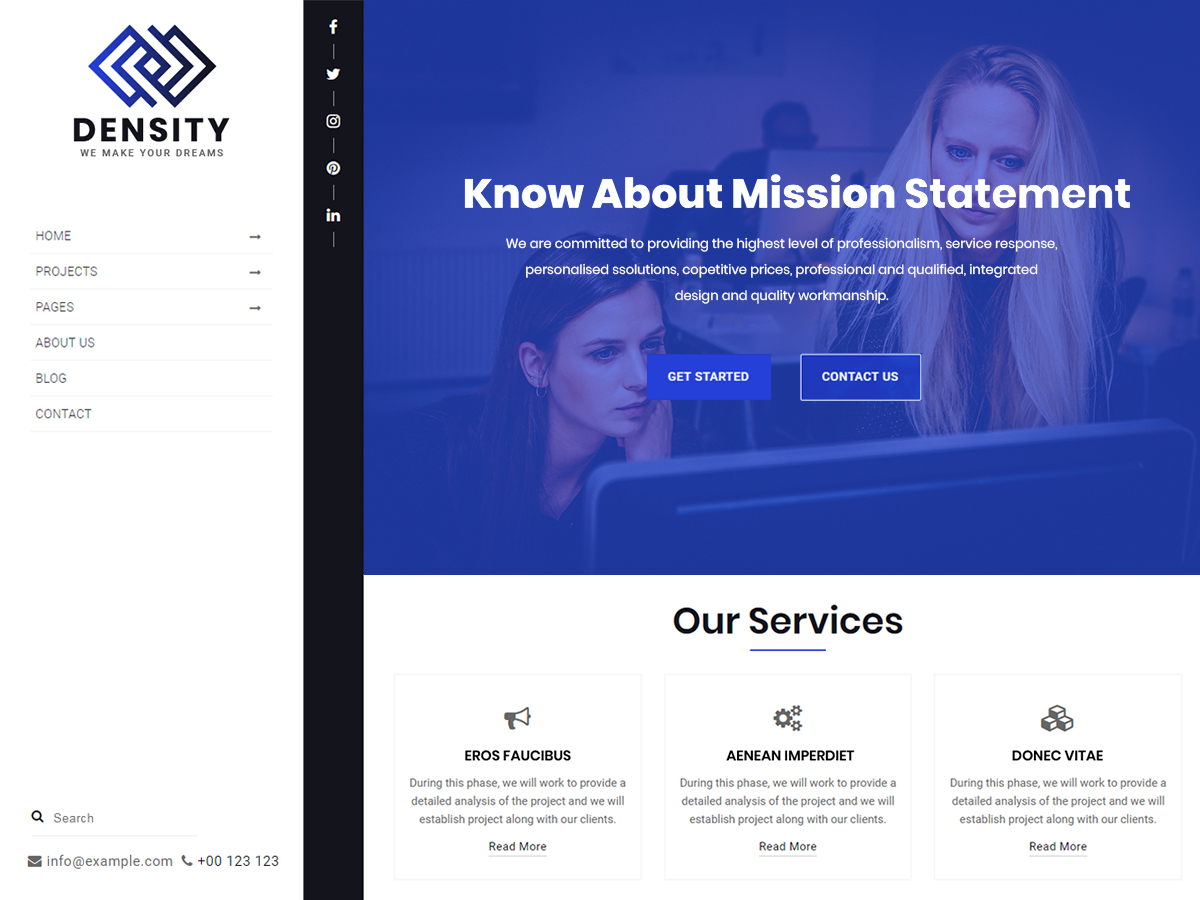 DENSITY
WE MAKE YOUR DREAMS
HOME
PROJECTS
PAGES
ABOUT US
BLOG
CONTACT
Search
info@example.com +00 123 123
Know About Mission Statement
We are committed to providing the highest level of professionalism, service response,
personalised ssolutions, copetitive prices, professional and qualified, integrated
design and quality workmanship.
GET STARTED
CONTACT US
Our Services
EROS FAUCIBUS
During this phase, we will work to provide a
detailed analysis of the project and we will
establish project along with our clients.
Read More
AENEAN IMPERDIET
During this phase, we will work to provide a
detailed analysis of the project and we will
establish project along with our clients.
Read More
DONEC VITAE
During this phase, we will work to provide a
detailed analysis of the project and we will
establish project along with our clients.
Read More